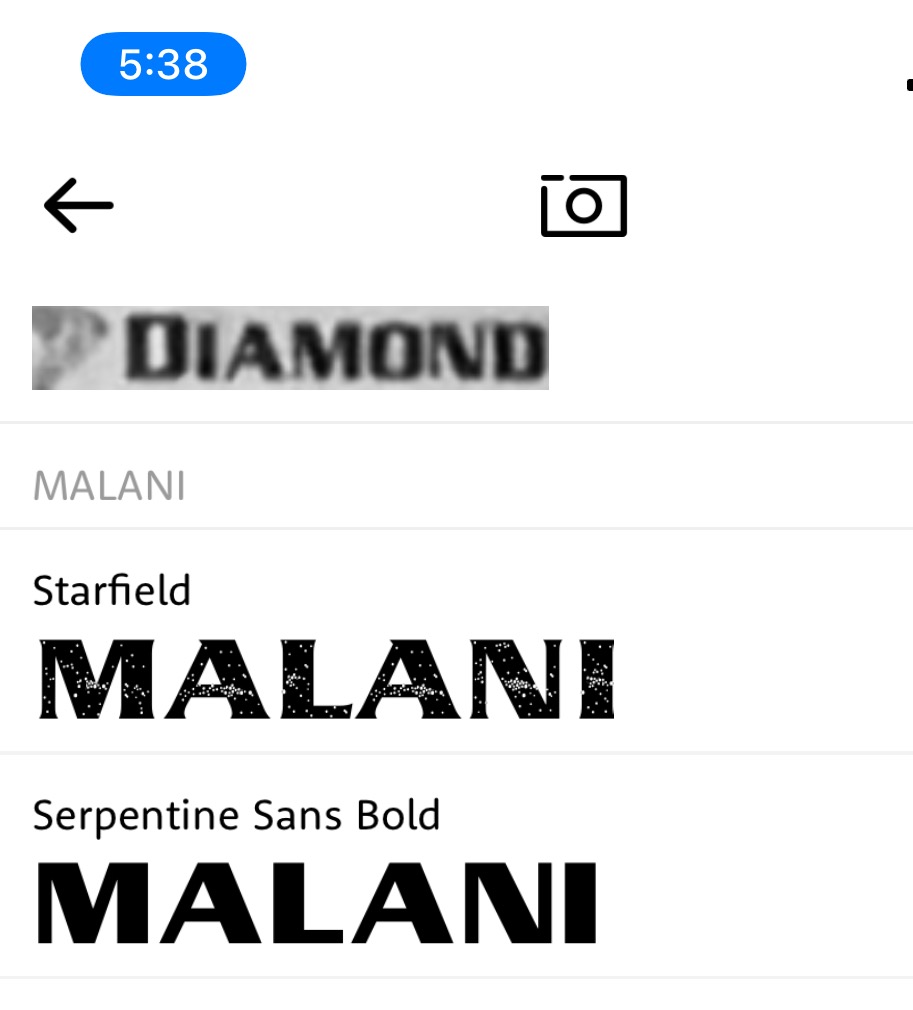 5:38
DIAMOND
MALANI
Starfield
MALANI
Serpentine Sans Bold
MALANI